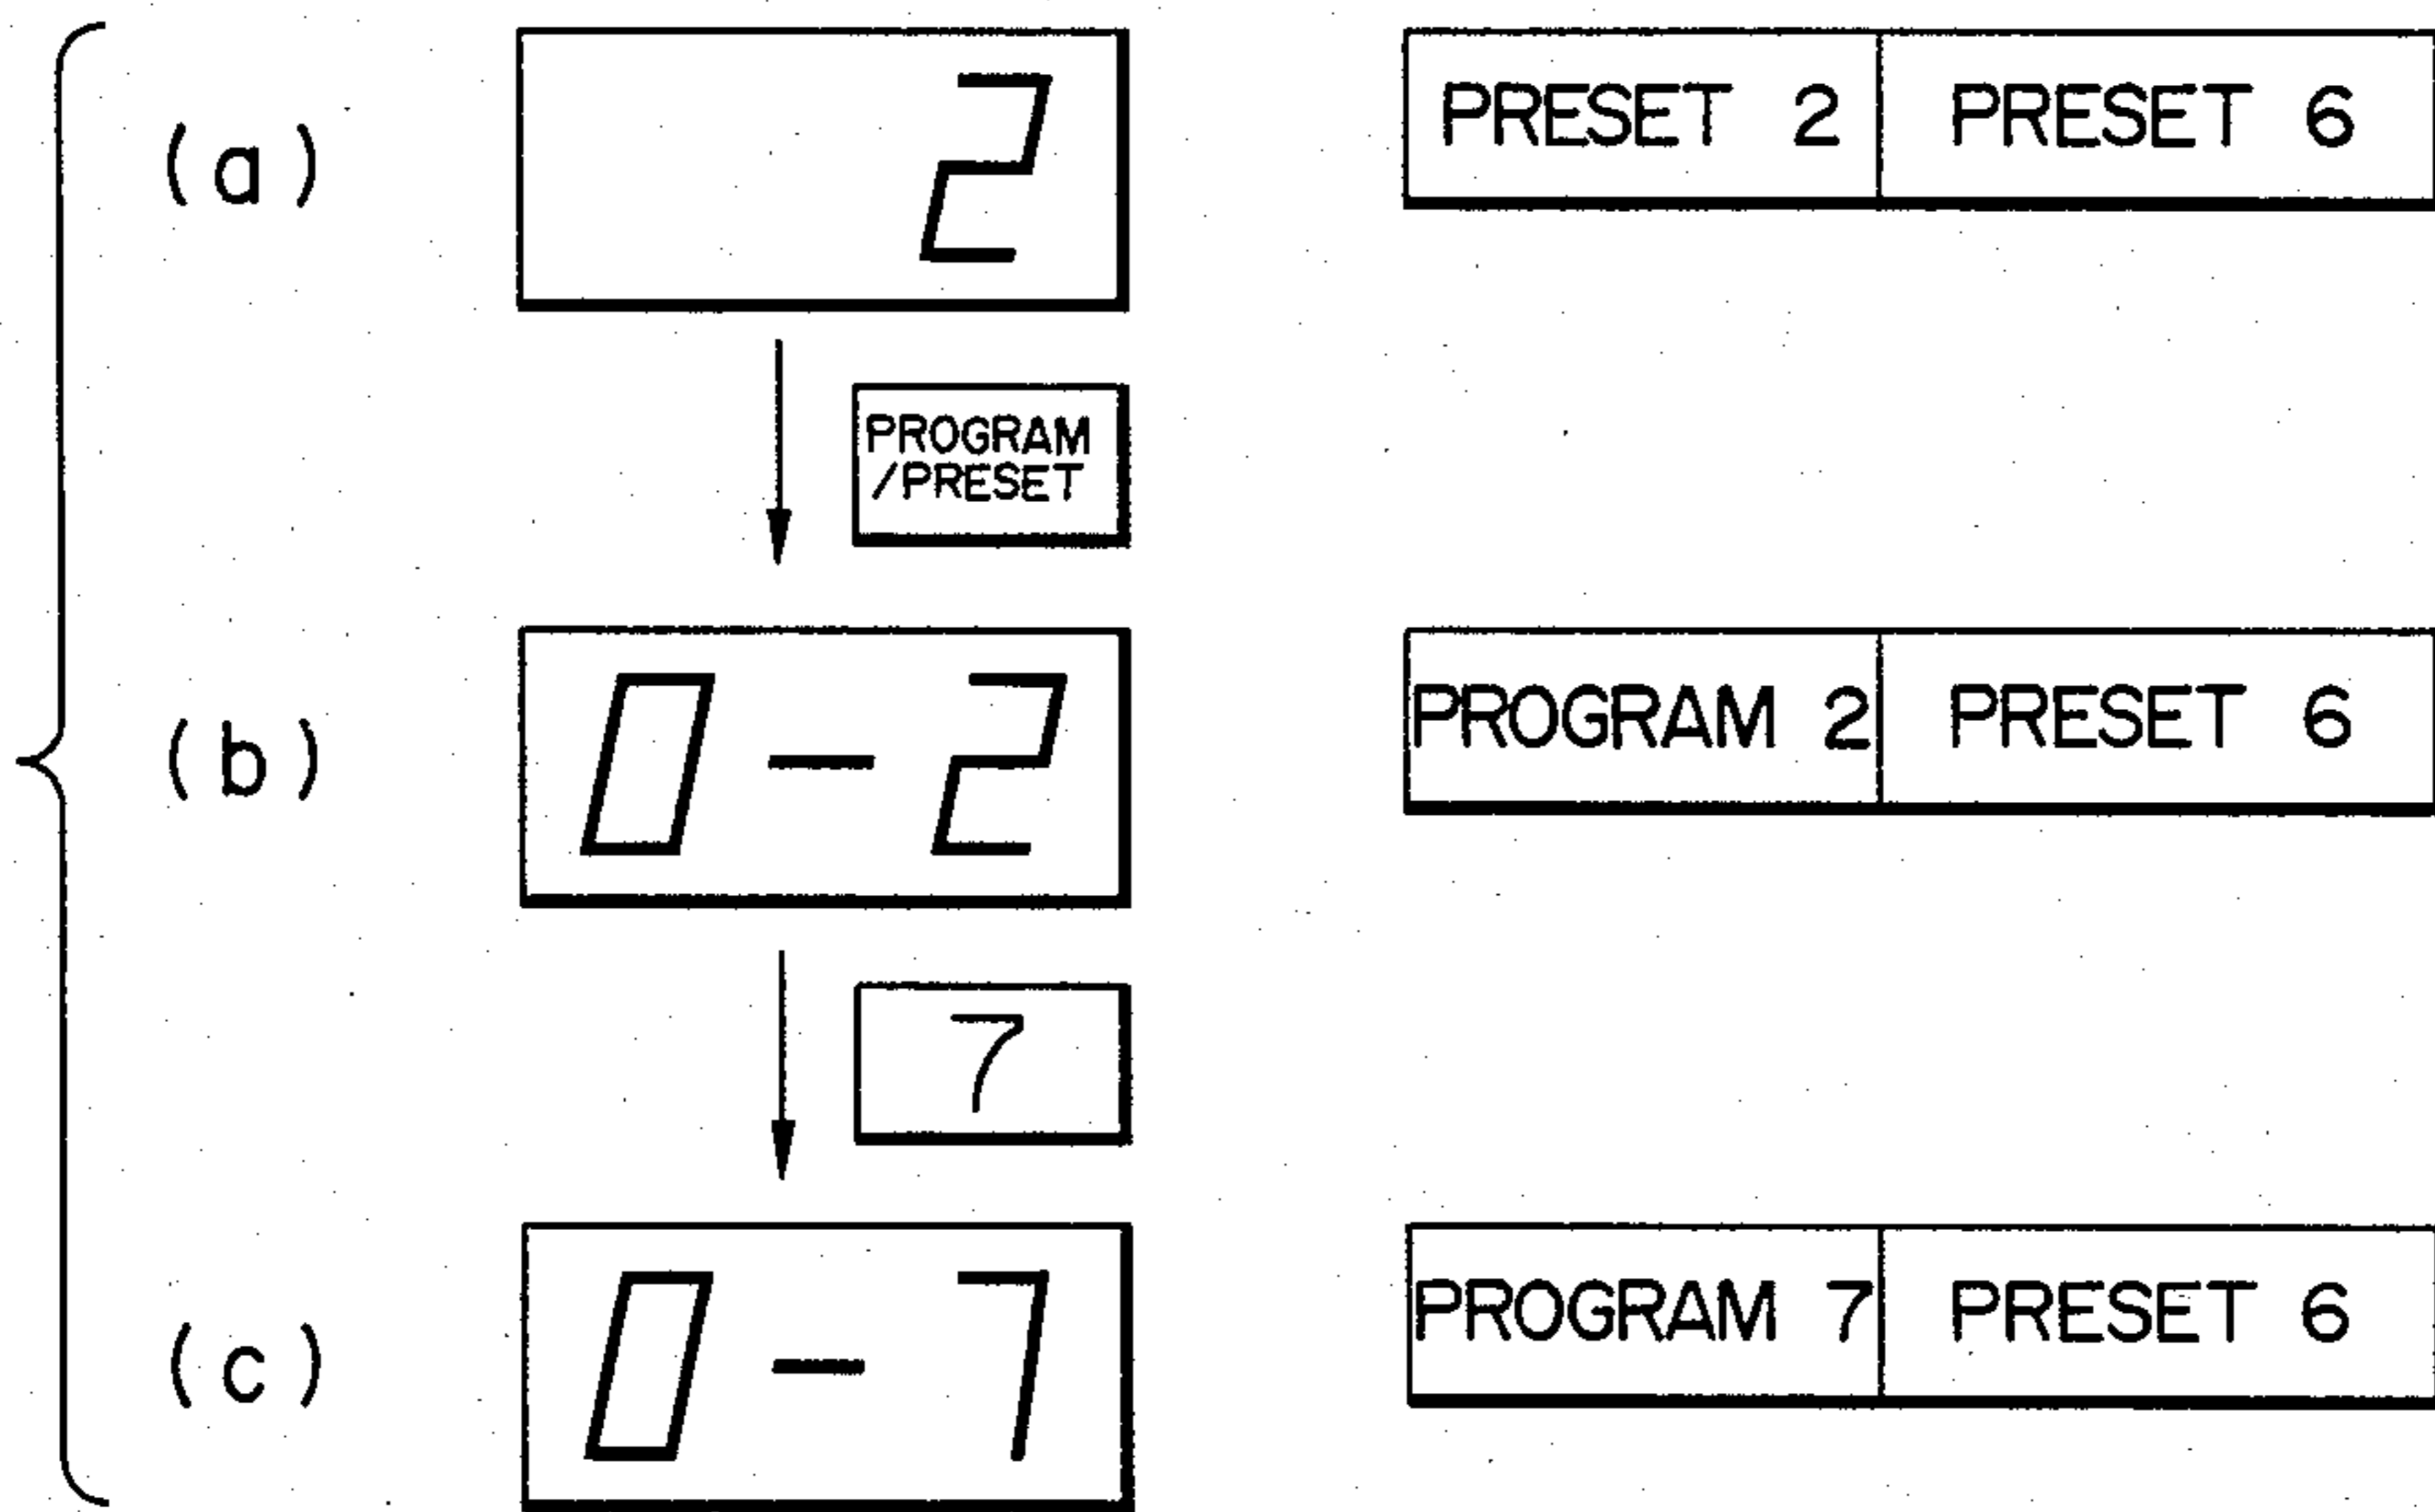 (a) 2 PRESET 2 PRESET 6
PROGRAM
/PRESET
(b) 0-2 PROGRAM 2 PRESET 6
7
(c) 0-7 PROGRAM 7 PRESET 6